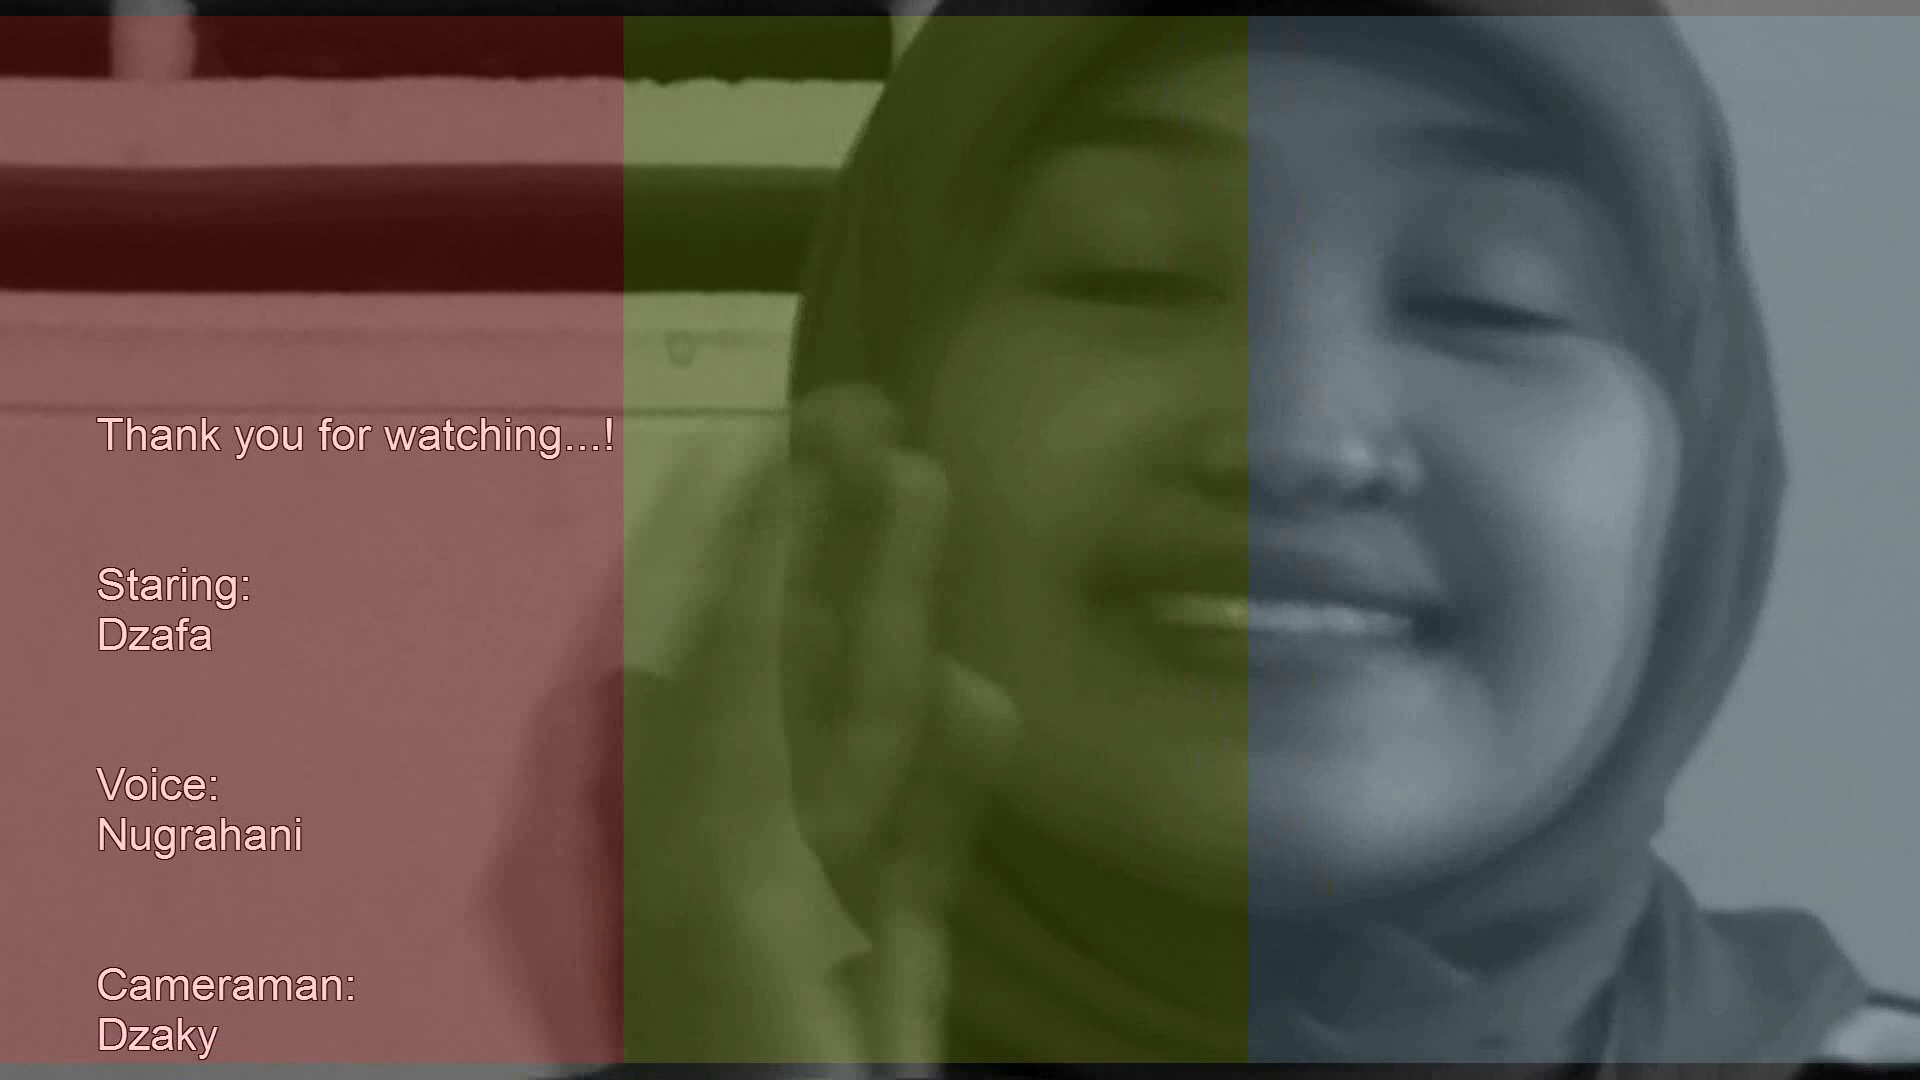 Thank you for watching...!
Staring:
Dzafa
Voice:
Nugrahani
Cameraman:
Dzaky